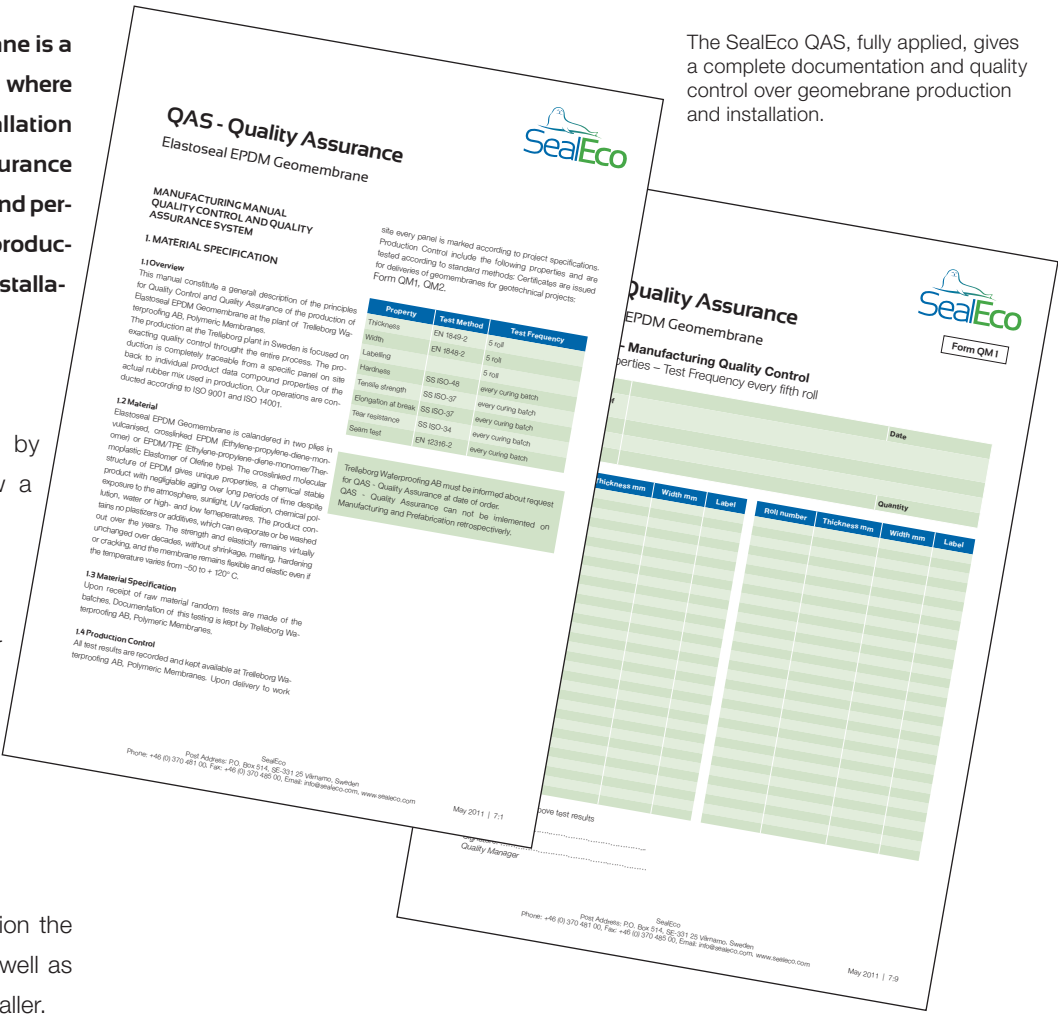 ane is a
where
allation
urance
nd per-
produc-
stalla-
by
v a
ion the
well as
aller.
The SealEco QAS, fully applied, gives
a complete documentation and quality
control over geomebrane production
and installation.
QAS - Quality Assurance
Elastoseal EPDM Geomembrane
SealEco
MANUFACTURING MANUAL
QUALITY CONTROL AND QUALITY
ASSURANCE SYSTEM
1. MATERIAL SPECIFICATION
1.1 Overview
This manual constitute a generall description of the principles
for Quality Control and Quality Assurance of the production of
Elastoseal EPDM Geomembrane at the plant of Trelleborg Wa-
terproofing AB, Polymeric Membranes.
The production at the Trelleborg plant in Sweden is focused on
exacting quality control throught the entire process. The pro-
duction is completely traceable from a specific panel on site
back to individual product data compound properties of the
actual rubber mix used in production. Our operations are con-
ducted according to ISO 9001 and ISO 14001.
1.2 Material
Elastoseal EPDM Geomembrane is calandered in two plies in
vulcanised, crosslinked EPDM (Ethylene-propylene-diene-mon-
omer) or EPDM/TPE (Ethylene-propylene-diene-monomer/Ther-
moplastic Elastomer of Olefine type). The crosslinked molecular
structure of EPDM gives unique properties, a chemical stable
product with negligiable aging over long periods of time despite
exposure to the atmosphere, sunlight, UV radiation, chemical pol-
lution, water or high- and low temeperatures. The product con-
tains no plastizers or additives, which can evaporate or be washed
out over the years. The strength and elasticity remains virtually
unchanged over decades, without shrinkage, melting, hardening
or cracking, and the membrane remains flexible and elastic even if
the temperature varies from –50 to + 120° C.
1.3 Material Specification
Upon receipt of raw material random tests are made of the
batches. Documentation of this testing is kept by Trelleborg Wa-
terproofing AB, Polymeric Membranes.
1.4 Production Control
All test results are recorded and kept available at Trelleborg Wa-
terproofing AB, Polymeric Membranes. Upon delivery to work
site every panel is marked according to project specifications.
Production Control include the following properties and are
tested according to standard methods: Certificates are issued
for deliveries of geomembranes for geotechnical projects:
Form QM1, QM2.
Property Test Method Test Frequency
Thickness EN 1849-2 5 roll
Width EN 1848-2 5 roll
Labelling 5 roll
Hardness SS ISO-48 every curing batch
Tensile strength SS ISO-37 every curing batch
Elongation at break SS ISO-37 every curing batch
Tear resistance SS ISO-34 every curing batch
Seam test EN 12316-2 every curing batch
Trelleborg Waterproofing AB must be informed about request
for QAS - Quality Assurance at date of order.
QAS - Quality Assurance can not be imlemented on
Manufacturing and Prefabrication retrospectiverly.
SealEco
Post Address: P.O. Box 514, SE-331 25 Värnamo, Sweden
Phone: +46 (0) 370 481 00, Fax: +46 (0) 370 485 00, Email: info@sealeco.com, www.sealeco.com
May 2011 | 7:1
Quality Assurance
EPDM Geomembrane
SealEco
Form QM 1
- Manufacturing Quality Control
perties – Test Frequency every fifth roll
Date
Quantity
Thickness mm Width mm Label Roll number Thickness mm Width mm Label
bove test results
Quality Manager
SealEco
Post Address: P.O. Box 514, SE-331 25 Värnamo, Sweden
Phone: +46 (0) 370 481 00, Fax: +46 (0) 370 485 00, Email: info@sealeco.com, www.sealeco.com
May 2011 | 7:9